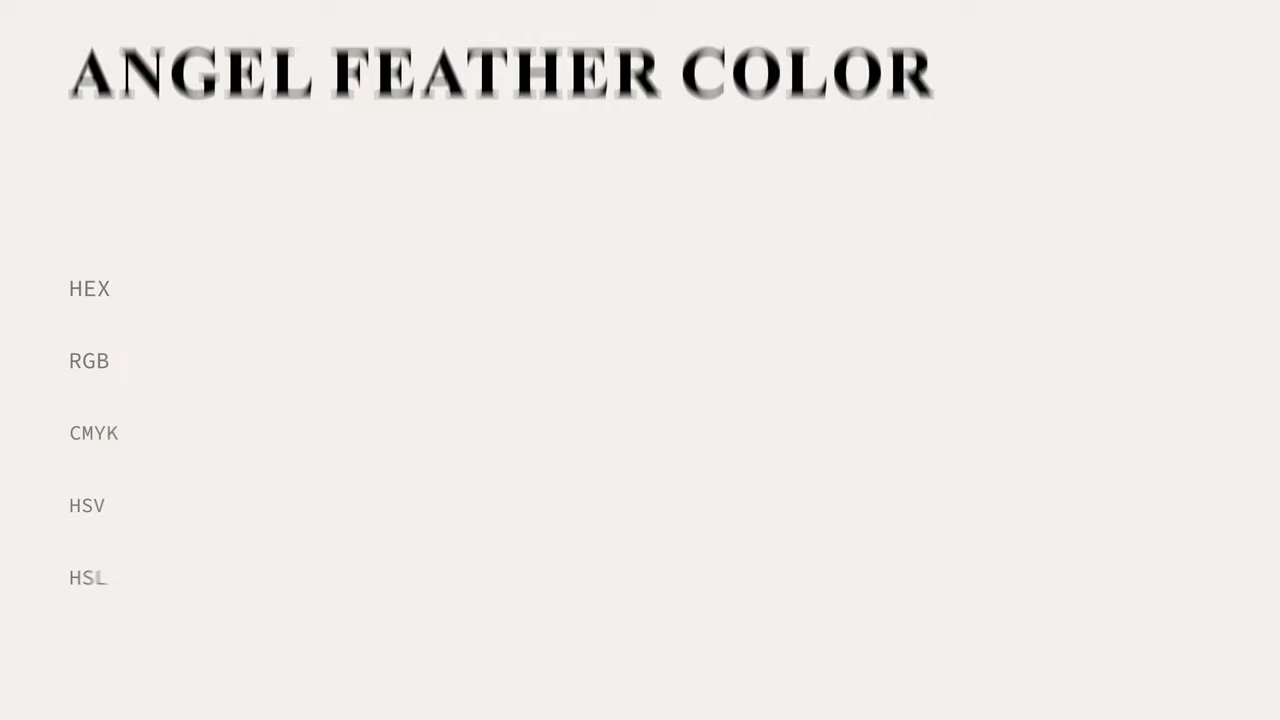 ANGEL FEATHER COLOR
HEX
RGB
CMYK
HSV
HSL